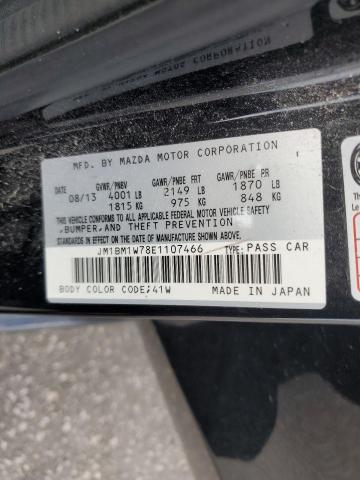 MFD. BY MAZDA MOTOR CORPORATION
GVWR/PNBV GAWR/PNBE FRT GAWR/PNBE RR
08/13 4001 LB 2149 LB 1870 LB
1815 KG 975 KG 848 KG
THIS VEHICLE CONFORMS TO ALL APPLICABLE FEDERAL MOTOR VEHICLE SAFETY
,BUMPER, AND THEFT PREVENTION
STANDARDS IN EFFECT ON THE DATE OF MANUFACTURE SHOWN ABOVE.
JM1BM1W78E1107466 TYPE:PASS CAR
BODY COLOR CODE:41W MADE IN JAPAN